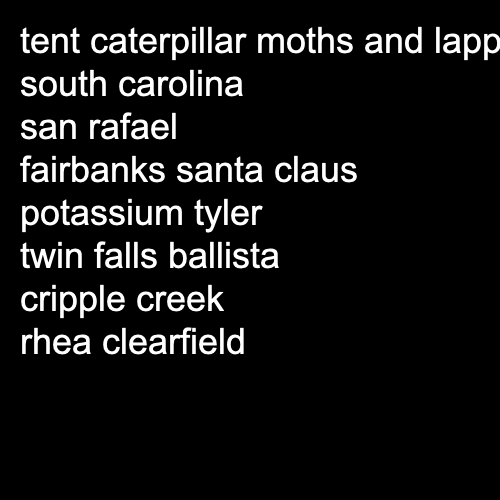 tent caterpillar moths and lapp
south carolina
san rafael
fairbanks santa claus
potassium tyler
twin falls ballista
cripple creek
rhea clearfield